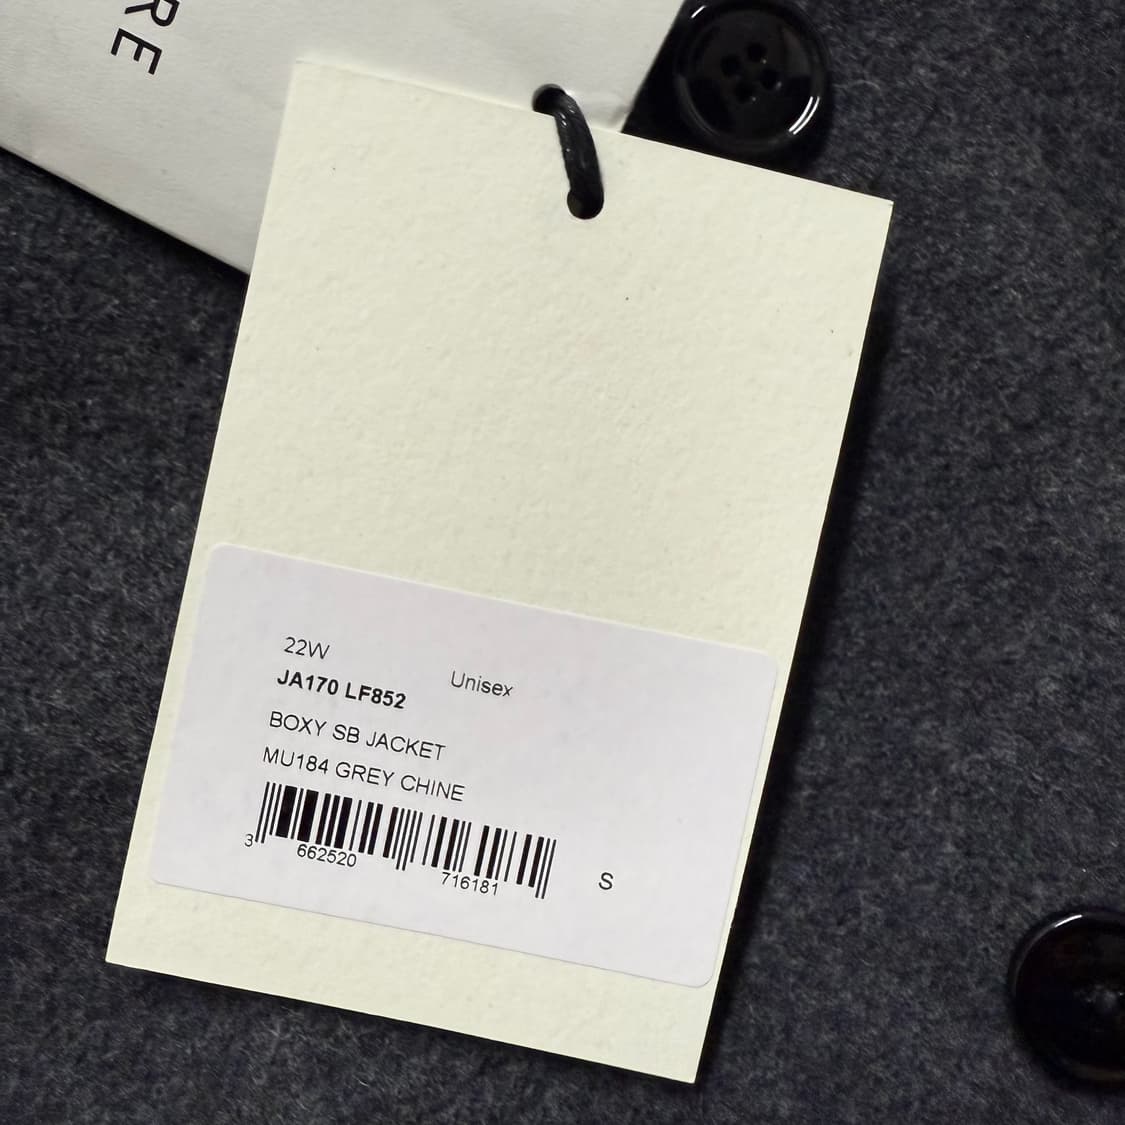 RE
22W
Unisex
JA170 LF852
BOXY SB JACKET
MU184 GREY CHINE
3 662520 716181
S